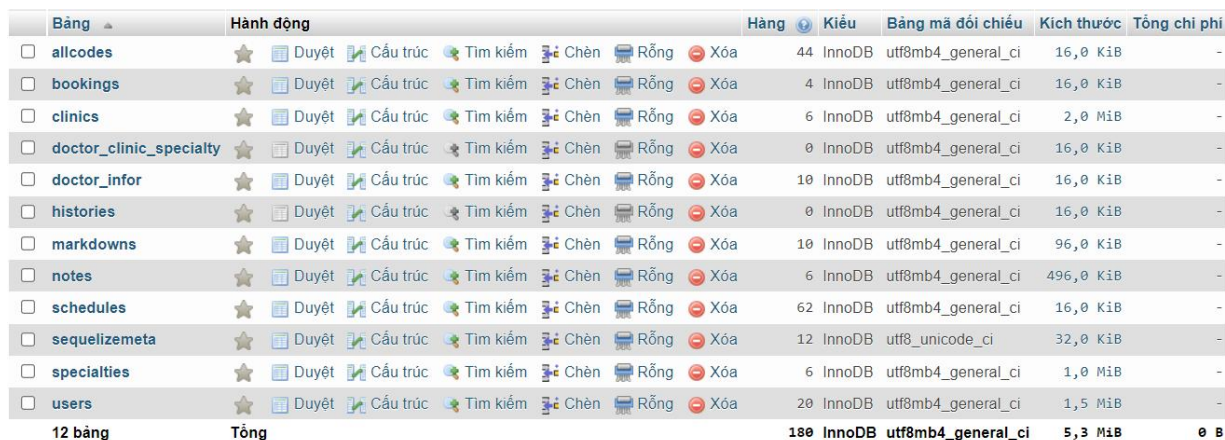 Bảng Hành động Hàng Kiểu Bảng mã đối chiếu Kích thước Tổng chi phí
allcodes Duyệt Cấu trúc Tìm kiếm Chèn Rỗng Xóa 44 InnoDB utf8mb4_general_ci 16,0 KiB -
bookings Duyệt Cấu trúc Tìm kiếm Chèn Rỗng Xóa 4 InnoDB utf8mb4_general_ci 16,0 KiB -
clinics Duyệt Cấu trúc Tìm kiếm Chèn Rỗng Xóa 6 InnoDB utf8mb4_general_ci 2,0 MiB -
doctor_clinic_specialty Duyệt Cấu trúc Tìm kiếm Chèn Rỗng Xóa 0 InnoDB utf8mb4_general_ci 16,0 KiB -
doctor_infor Duyệt Cấu trúc Tìm kiếm Chèn Rỗng Xóa 10 InnoDB utf8mb4_general_ci 16,0 KiB -
histories Duyệt Cấu trúc Tìm kiếm Chèn Rỗng Xóa 0 InnoDB utf8mb4_general_ci 16,0 KiB -
markdowns Duyệt Cấu trúc Tìm kiếm Chèn Rỗng Xóa 10 InnoDB utf8mb4_general_ci 96,0 KiB -
notes Duyệt Cấu trúc Tìm kiếm Chèn Rỗng Xóa 6 InnoDB utf8mb4_general_ci 496,0 KiB -
schedules Duyệt Cấu trúc Tìm kiếm Chèn Rỗng Xóa 62 InnoDB utf8mb4_general_ci 16,0 KiB -
sequelizemeta Duyệt Cấu trúc Tìm kiếm Chèn Rỗng Xóa 12 InnoDB utf8_unicode_ci 32,0 KiB -
specialties Duyệt Cấu trúc Tìm kiếm Chèn Rỗng Xóa 6 InnoDB utf8mb4_general_ci 1,0 MiB -
users Duyệt Cấu trúc Tìm kiếm Chèn Rỗng Xóa 20 InnoDB utf8mb4_general_ci 1,5 MiB -
12 bảng Tổng 180 InnoDB utf8mb4_general_ci 5,3 MiB 0 B